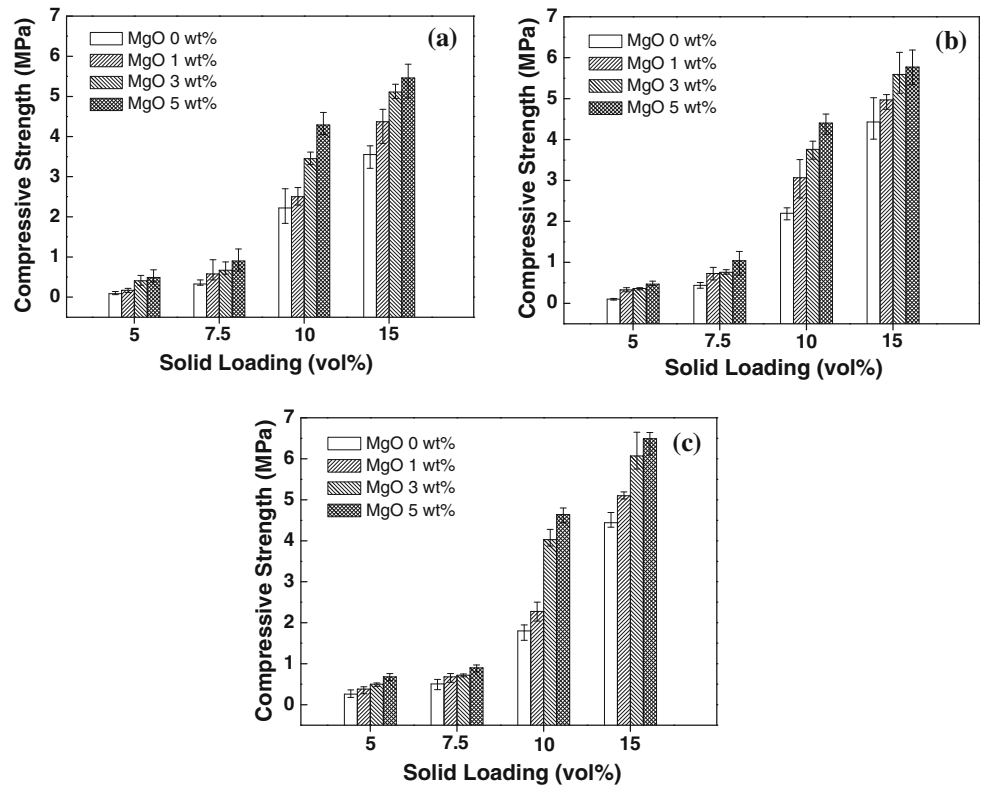 (a)
MgO 0 wt%
MgO 1 wt%
MgO 3 wt%
MgO 5 wt%
Compressive Strength (MPa)
7
6
5
4
3
2
1
0
5 7.5 10 15
Solid Loading (vol%)
(b)
MgO 0 wt%
MgO 1 wt%
MgO 3 wt%
MgO 5 wt%
Compressive Strength (MPa)
7
6
5
4
3
2
1
0
5 7.5 10 15
Solid Loading (vol%)
(c)
MgO 0 wt%
MgO 1 wt%
MgO 3 wt%
MgO 5 wt%
Compressive Strength (MPa)
7
6
5
4
3
2
1
0
5 7.5 10 15
Solid Loading (vol%)